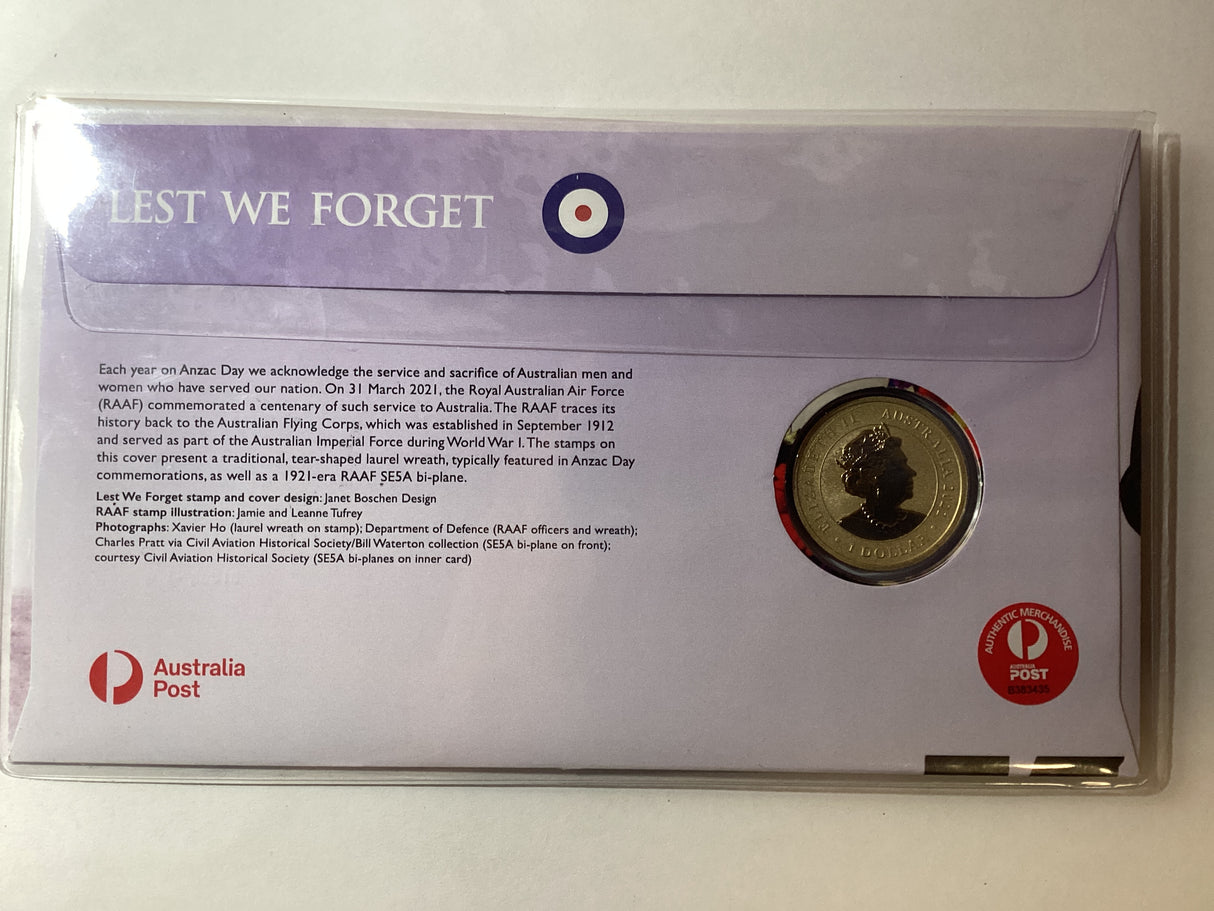 LEST WE FORGET
Each year on Anzac Day we acknowledge the service and sacrifice of Australian men and
women who have served our nation. On 31 March 2021, the Royal Australian Air Force
(RAAF) commemorated a centenary of such service to Australia. The RAAF traces its
history back to the Australian Flying Corps, which was established in September 1912
and served as part of the Australian Imperial Force during World War I. The stamps on
this cover present a traditional, tear-shaped laurel wreath, typically featured in Anzac Day
commemorations, as well as a 1921-era RAAF SE5A bi-plane.
Lest We Forget stamp and cover design: Janet Boschen Design
RAAF stamp illustration: Jamie and Leanne Tufrey
Photographs: Xavier Ho (laurel wreath on stamp); Department of Defence (RAAF officers and wreath);
Charles Pratt via Civil Aviation Historical Society/Bill Waterton collection (SE5A bi-plane on front);
courtesy Civil Aviation Historical Society (SE5A bi-planes on inner card)
ELIZABETH II AUSTRALIA 2021
1 DOLLAR
Australia
Post
AUTHENTIC MERCHANDISE
AUSTRALIA
POST
B383435